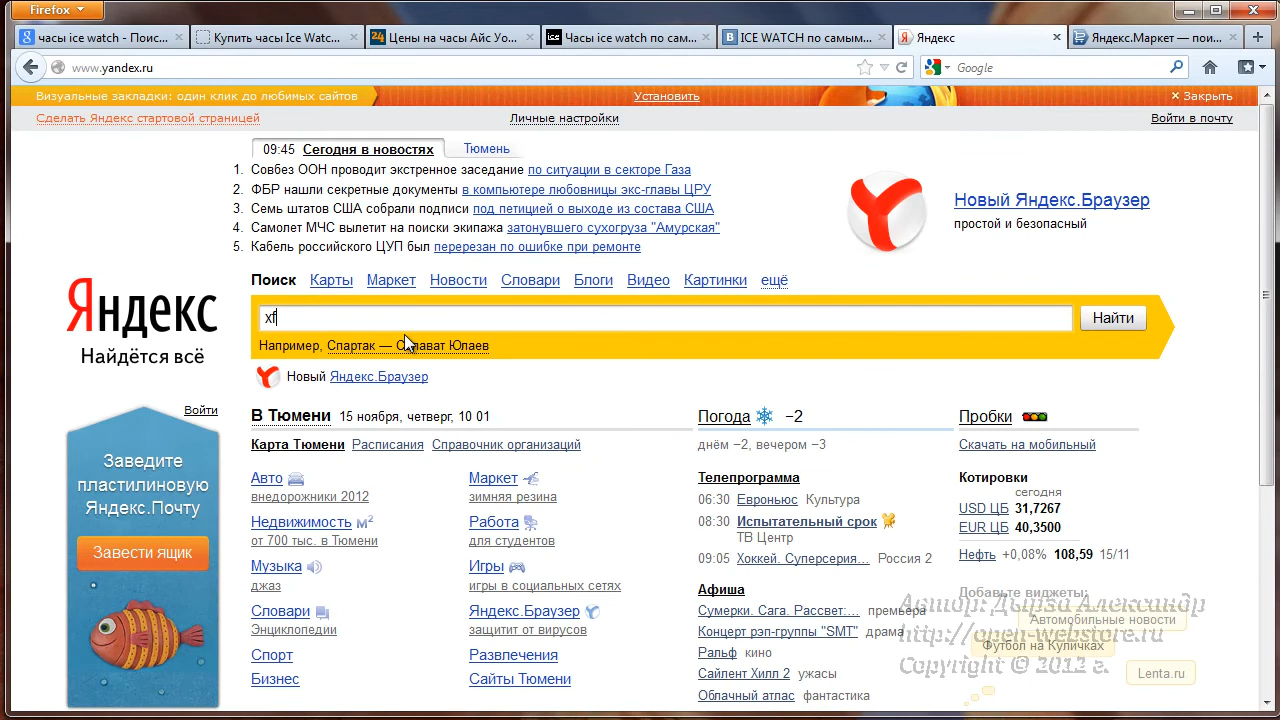 Firefox
часы ice watch - Поис...
Купить часы Ice Watc...
Цены на часы Айс Уо...
Часы ice watch по сам...
ICE WATCH по самым...
Яндекс
Яндекс.Маркет — пои...
www.yandex.ru
Google
Визуальные закладки: один клик до любимых сайтов
Установить
× Закрыть
Сделать Яндекс стартовой страницей
Личные настройки
Войти в почту
09:45 Сегодня в новостях Тюмень
1. Совбез ООН проводит экстренное заседание по ситуации в секторе Газа
2. ФБР нашли секретные документы в компьютере любовницы экс-главы ЦРУ
3. Семь штатов США собрали подписи под петицией о выходе из состава США
4. Самолет МЧС вылетит на поиски экипажа затонувшего сухогруза "Амурская"
5. Кабель российского ЦУП был перерезан по ошибке при ремонте
Новый Яндекс.Браузер
простой и безопасный
Яндекс
Найдётся всё
Поиск Карты Маркет Новости Словари Блоги Видео Картинки ещё
xf
Найти
Например, Спартак — Салават Юлаев
Новый Яндекс.Браузер
Войти
Заведите
пластилиновую
Яндекс.Почту
Завести ящик
В Тюмени 15 ноября, четверг, 10 01
Карта Тюмени Расписания Справочник организаций
Авто
внедорожники 2012
Недвижимость м²
от 700 тыс. в Тюмени
Музыка
джаз
Словари
Энциклопедии
Спорт
Бизнес
Маркет
зимняя резина
Работа
для студентов
Игры
игры в социальных сетях
Яндекс.Браузер
защитит от вирусов
Развлечения
Сайты Тюмени
Погода −2
днём −2, вечером −3
Телепрограмма
06:30 Евроньюс Культура
08:30 Испытательный срок
ТВ Центр
09:05 Хоккей. Суперсерия... Россия 2
Афиша
Сумерки. Сага. Рассвет:... премьера
Концерт рэп-группы "SMT" драма
Ральф кино
Сайлент Хилл 2 ужасы
Облачный атлас фантастика
Пробки
Скачать на мобильный
Котировки
сегодня
USD ЦБ 31,7267
EUR ЦБ 40,3500
Нефть +0,08% 108,59 15/11
Добавьте виджеты:
Автомобильные новости
Футбол на Куличках
Lenta.ru
Автор: Дырза Александр
http://open-webstore.ru
Copyright © 2012 г.